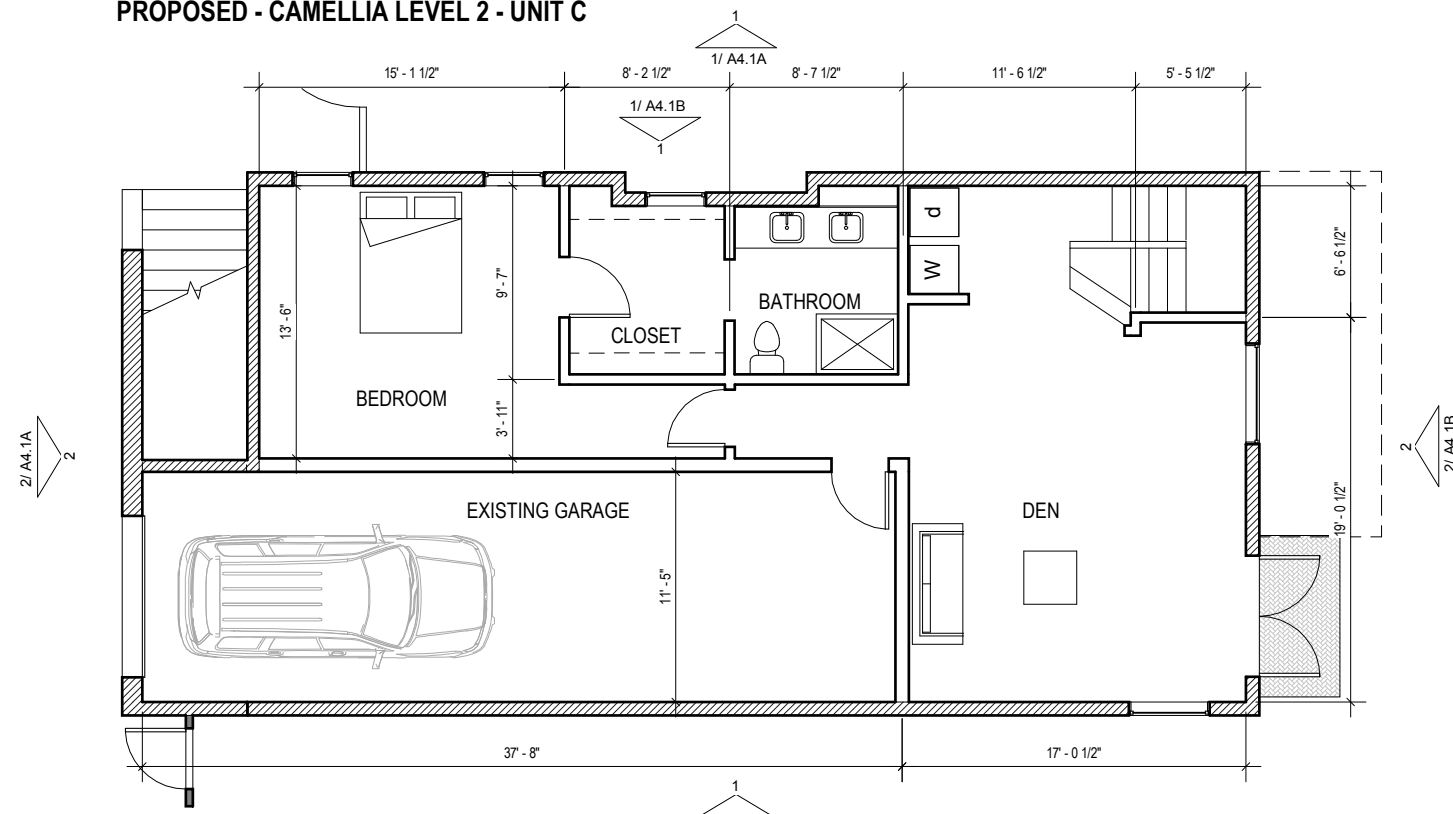 PROPOSED - CAMELLIA LEVEL 2 - UNIT C
1
1/ A4.1A
15' - 1 1/2"
8' - 2 1/2"
8' - 7 1/2"
11' - 6 1/2"
5' - 5 1/2"
1/ A4.1B
1
d
W
6' - 6 1/2"
9' - 7"
13' - 6"
BATHROOM
CLOSET
BEDROOM
3' - 11"
2/ A4.1A
2
2
2/ A4.1B
EXISTING GARAGE
DEN
19' - 0 1/2"
11' - 5"
37' - 8"
17' - 0 1/2"
1